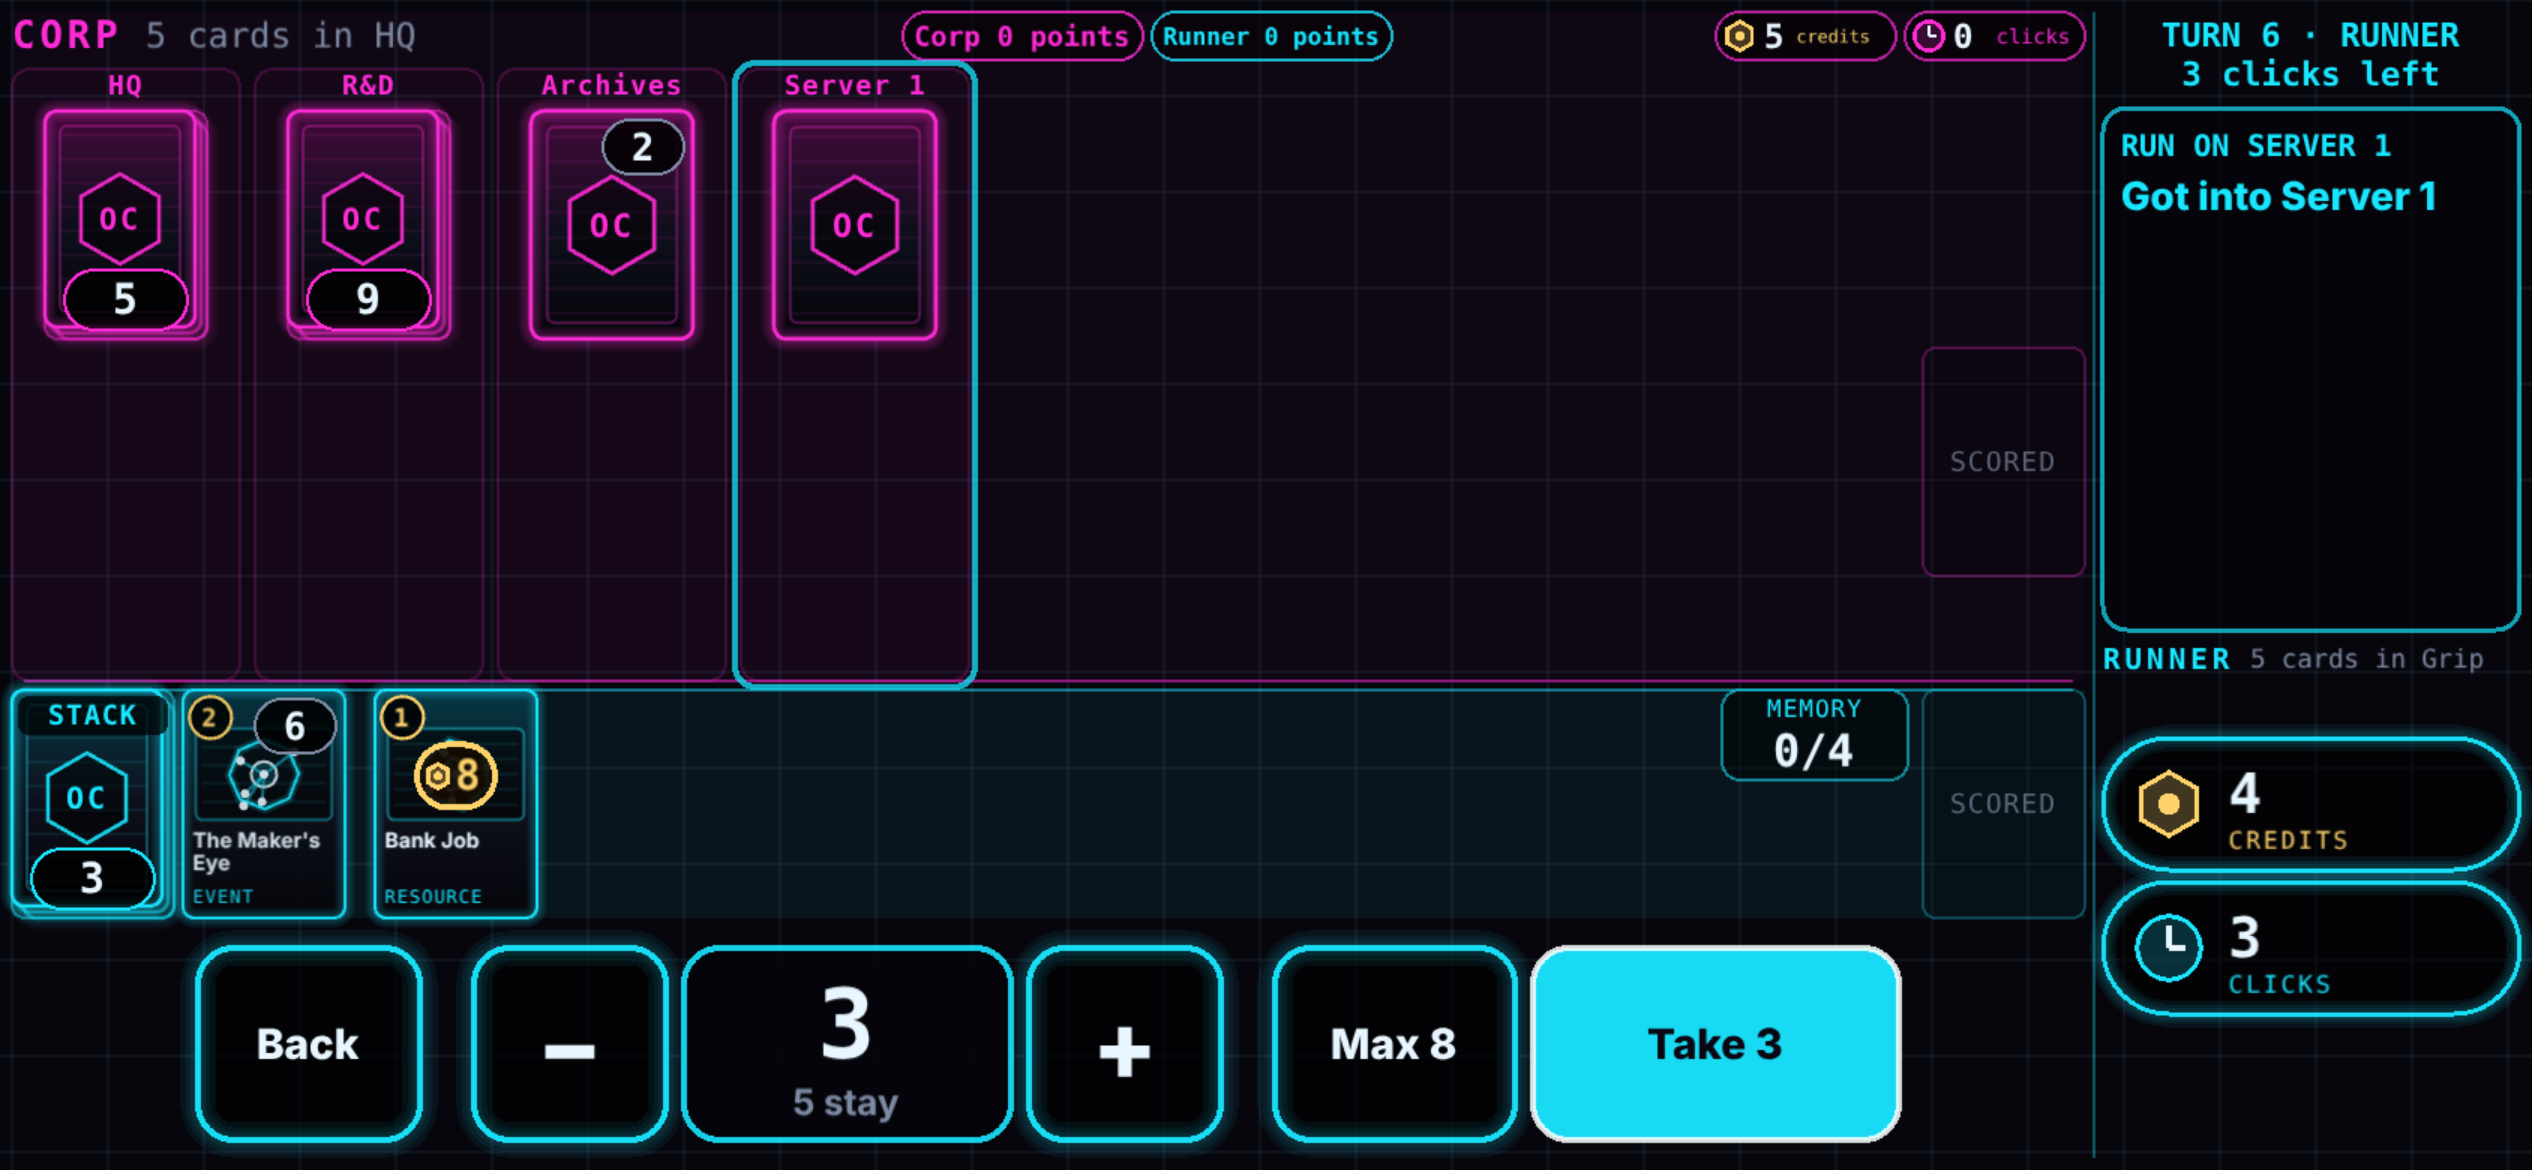 CORP 5 cards in HQ
Corp 0 points
Runner 0 points
5 credits
0 clicks
TURN 6 · RUNNER
3 clicks left
HQ
R&D
Archives
Server 1
OC
5
OC
9
2
OC
OC
RUN ON SERVER 1
Got into Server 1
SCORED
RUNNER 5 cards in Grip
STACK
OC
3
2
6
The Maker's
Eye
EVENT
1
8
Bank Job
RESOURCE
MEMORY
0/4
SCORED
4
CREDITS
3
CLICKS
Back
−
3
5 stay
+
Max 8
Take 3